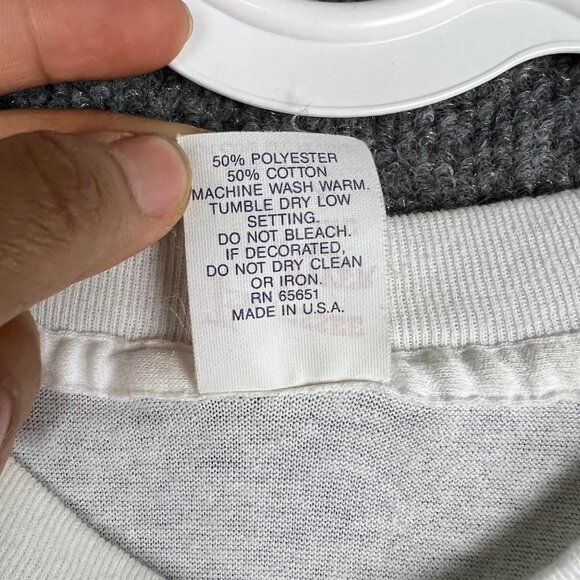 50% POLYESTER
50% COTTON
MACHINE WASH WARM.
TUMBLE DRY LOW
SETTING.
DO NOT BLEACH.
IF DECORATED,
DO NOT DRY CLEAN
OR IRON.
RN 65651
MADE IN U.S.A.